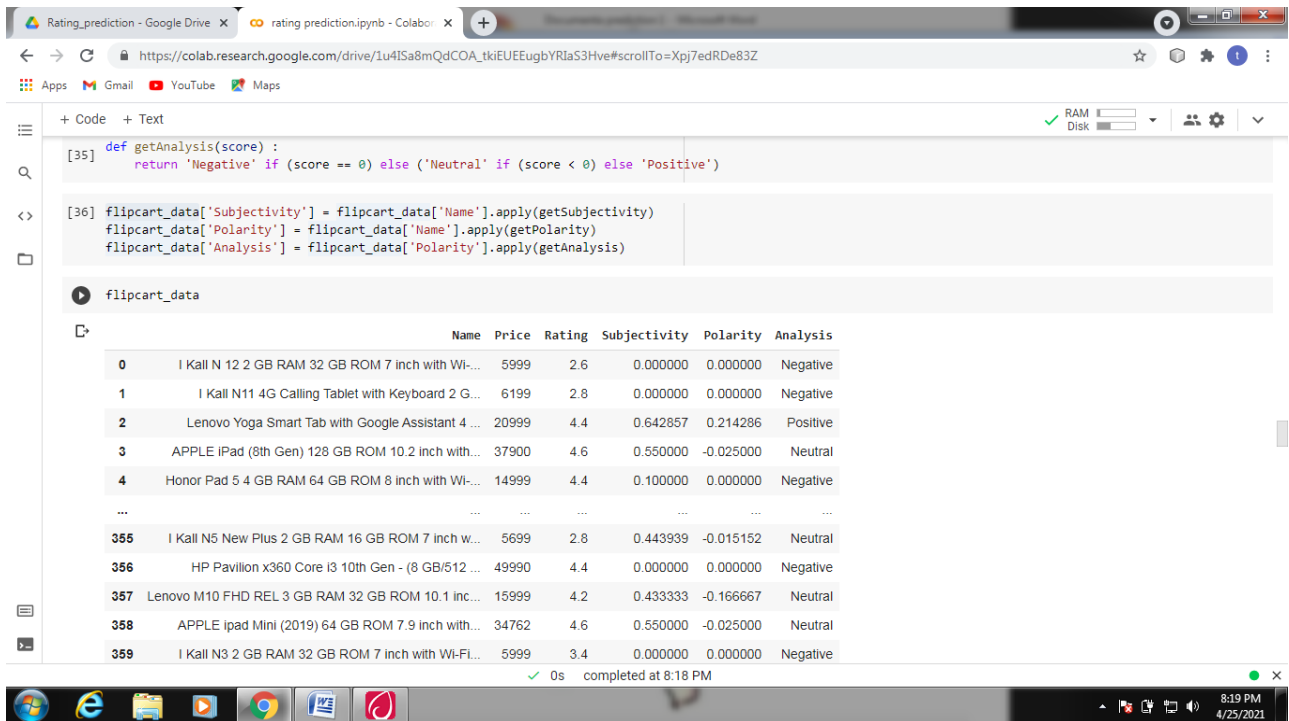 Rating_prediction - Google Drive
rating prediction.ipynb - Colabor
https://colab.research.google.com/drive/1u4ISa8mQdCOA_tkiEUEEugbYRIaS3Hve#scrollTo=Xpj7edRDe83Z
t
Apps Gmail YouTube Maps
+ Code + Text
RAM
Disk
[35] def getAnalysis(score) :
return 'Negative' if (score == 0) else ('Neutral' if (score < 0) else 'Positive')
[36] flipcart_data['Subjectivity'] = flipcart_data['Name'].apply(getSubjectivity)
flipcart_data['Polarity'] = flipcart_data['Name'].apply(getPolarity)
flipcart_data['Analysis'] = flipcart_data['Polarity'].apply(getAnalysis)
flipcart_data
Name Price Rating Subjectivity Polarity Analysis
0 I Kall N 12 2 GB RAM 32 GB ROM 7 inch with Wi-... 5999 2.6 0.000000 0.000000 Negative
1 I Kall N11 4G Calling Tablet with Keyboard 2 G... 6199 2.8 0.000000 0.000000 Negative
2 Lenovo Yoga Smart Tab with Google Assistant 4 ... 20999 4.4 0.642857 0.214286 Positive
3 APPLE iPad (8th Gen) 128 GB ROM 10.2 inch with... 37900 4.6 0.550000 -0.025000 Neutral
4 Honor Pad 5 4 GB RAM 64 GB ROM 8 inch with Wi-... 14999 4.4 0.100000 0.000000 Negative
... ... ... ... ... ... ...
355 I Kall N5 New Plus 2 GB RAM 16 GB ROM 7 inch w... 5699 2.8 0.443939 -0.015152 Neutral
356 HP Pavilion x360 Core i3 10th Gen - (8 GB/512 ... 49990 4.4 0.000000 0.000000 Negative
357 Lenovo M10 FHD REL 3 GB RAM 32 GB ROM 10.1 inc... 15999 4.2 0.433333 -0.166667 Neutral
358 APPLE ipad Mini (2019) 64 GB ROM 7.9 inch with... 34762 4.6 0.550000 -0.025000 Neutral
359 I Kall N3 2 GB RAM 32 GB ROM 7 inch with Wi-Fi... 5999 3.4 0.000000 0.000000 Negative
0s completed at 8:18 PM
8:19 PM
4/25/2021